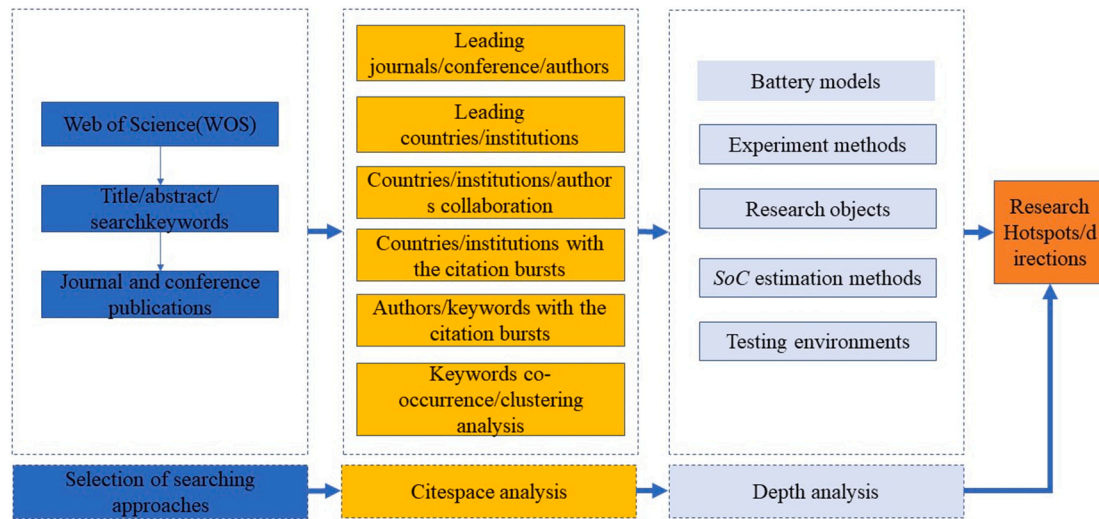 Web of Science(WOS)
Title/abstract/
searchkeywords
Journal and conference
publications
Selection of searching
approaches
Leading
journals/conference/authors
Leading
countries/institutions
Countries/institutions/author
s collaboration
Countries/institutions with
the citation bursts
Authors/keywords with the
citation bursts
Keywords co-
occurrence/clustering
analysis
Citespace analysis
Battery models
Experiment methods
Research objects
SoC estimation methods
Testing environments
Depth analysis
Research
Hotspots/d
irections